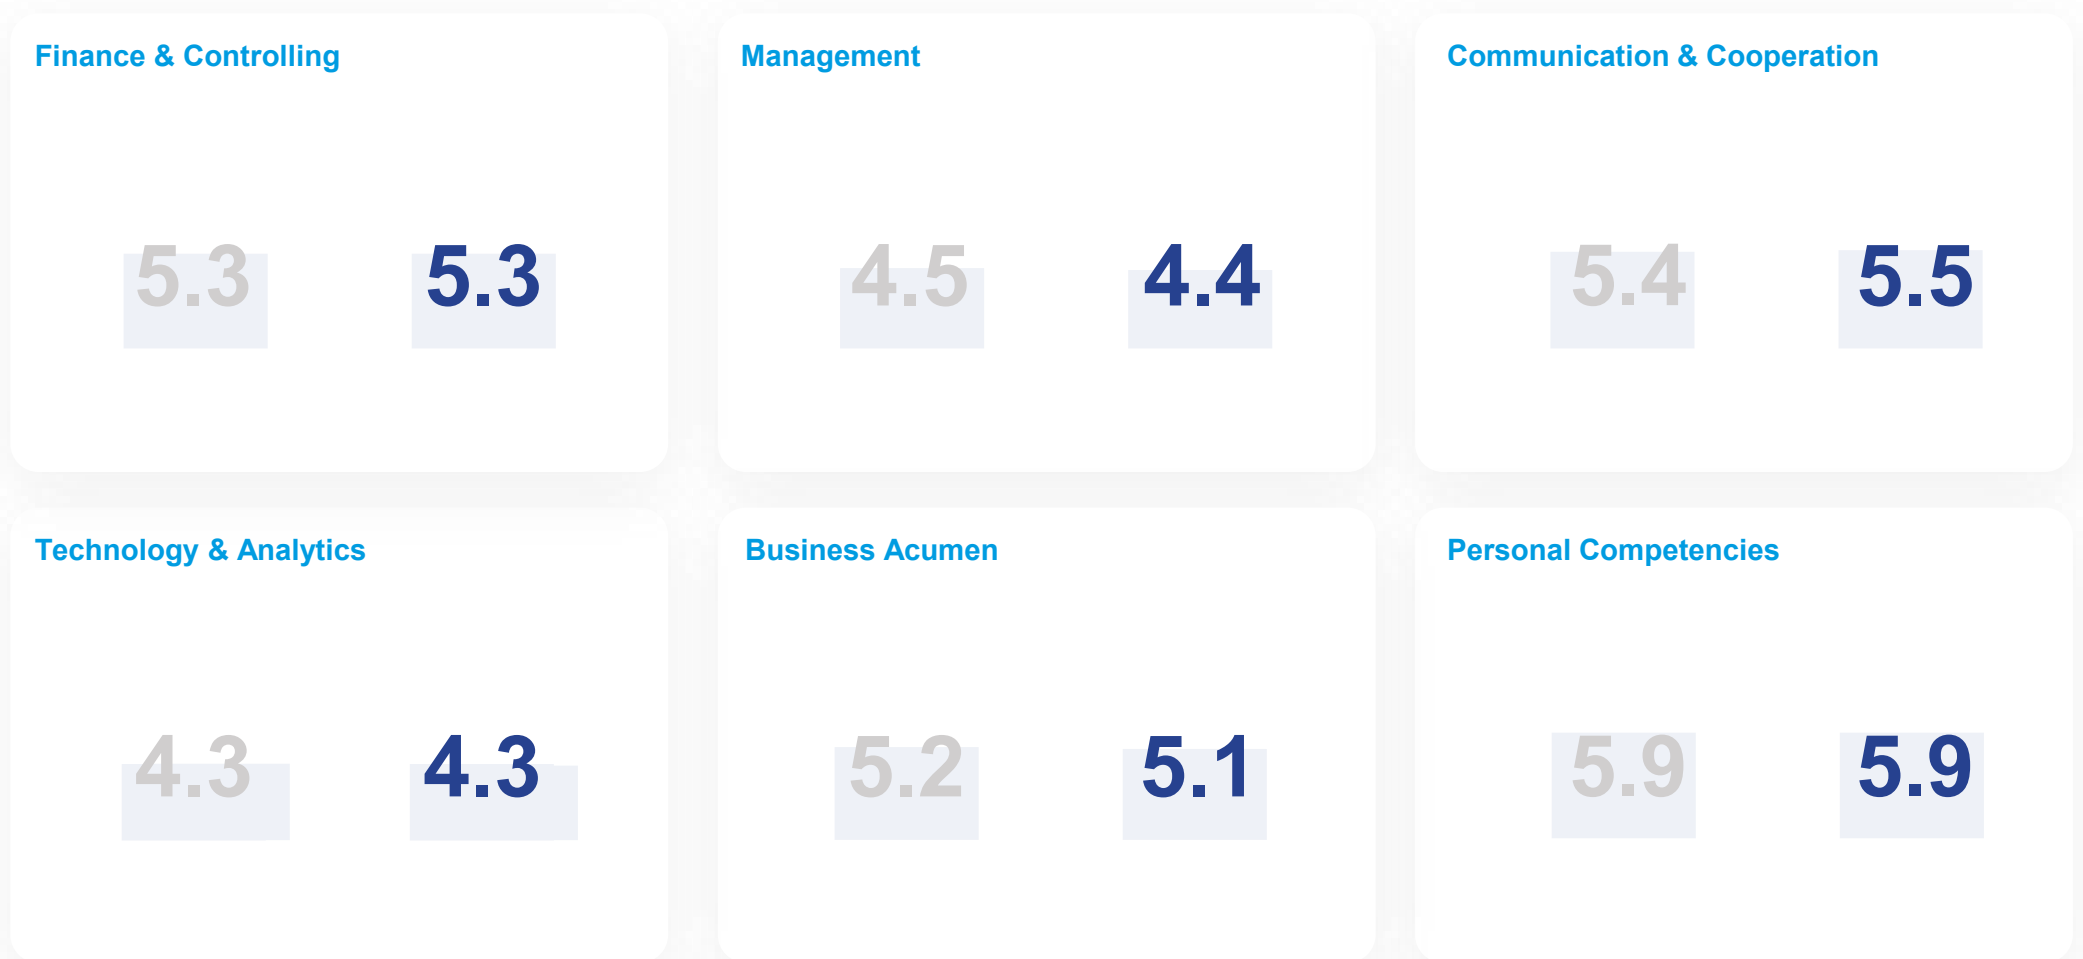 Finance & Controlling
5.3 5.3
Management
4.5 4.4
Communication & Cooperation
5.4 5.5
Technology & Analytics
4.3 4.3
Business Acumen
5.2 5.1
Personal Competencies
5.9 5.9